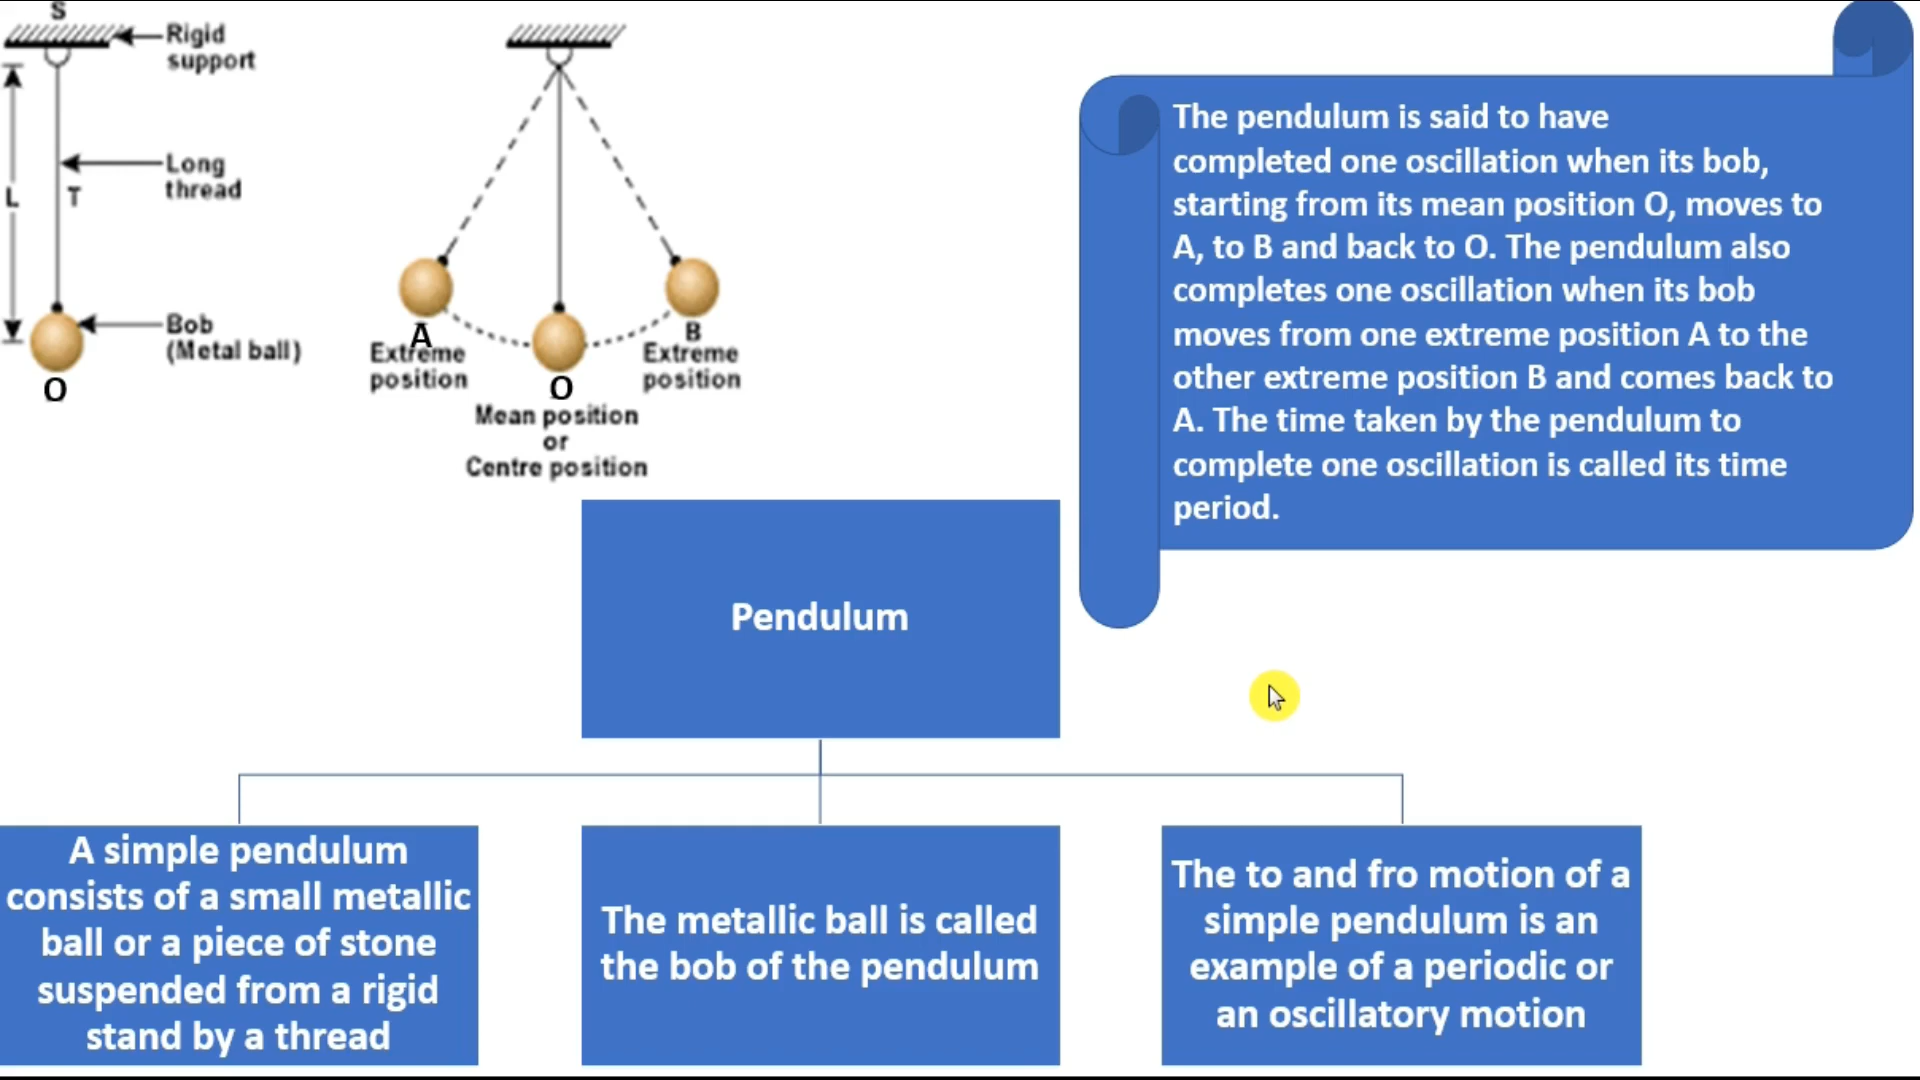 S
Rigid
support
Long
thread
L
T
Bob
(Metal ball)
O
A
Extreme
position
B
Extreme
position
O
Mean position
or
Centre position
The pendulum is said to have
completed one oscillation when its bob,
starting from its mean position O, moves to
A, to B and back to O. The pendulum also
completes one oscillation when its bob
moves from one extreme position A to the
other extreme position B and comes back to
A. The time taken by the pendulum to
complete one oscillation is called its time
period.
Pendulum
A simple pendulum
consists of a small metallic
ball or a piece of stone
suspended from a rigid
stand by a thread
The metallic ball is called
the bob of the pendulum
The to and fro motion of a
simple pendulum is an
example of a periodic or
an oscillatory motion